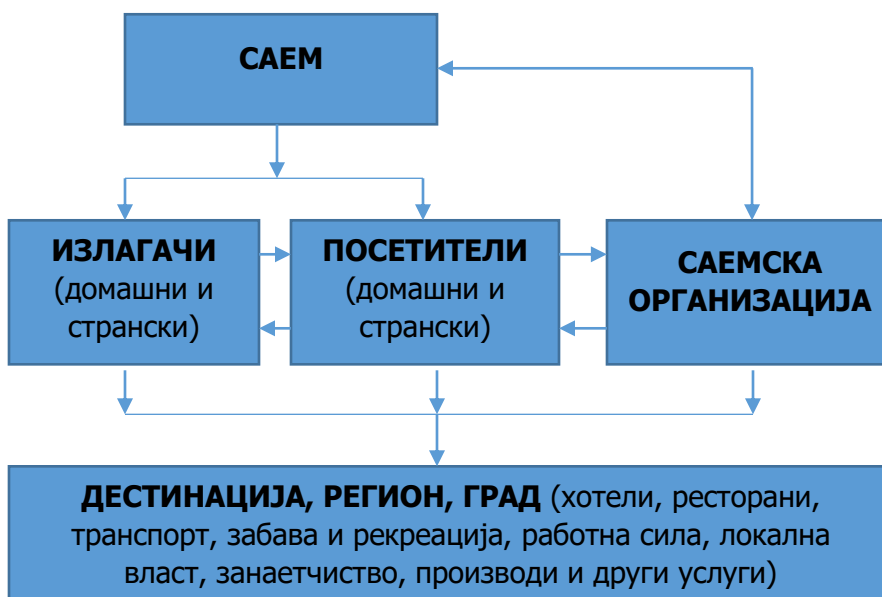 САЕМ
ИЗЛАГАЧИ
(домашни и
странски)
ПОСЕТИТЕЛИ
(домашни и
странски)
САЕМСКА
ОРГАНИЗАЦИЈА
ДЕСТИНАЦИЈА, РЕГИОН, ГРАД (хотели, ресторани,
транспорт, забава и рекреација, работна сила, локална
власт, занаетчиство, производи и други услуги)